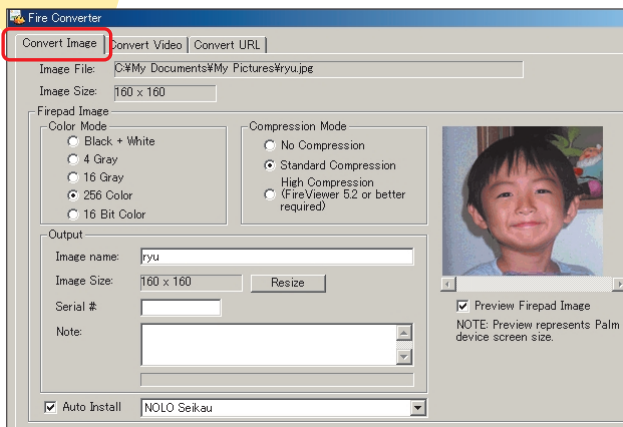 Fire Converter
Convert Image Convert Video Convert URL
Image File: C:¥My Documents¥My Pictures¥ryu.jpg
Image Size: 160 x 160
Firepad Image
Color Mode
Black + White
4 Gray
16 Gray
256 Color
16 Bit Color
Compression Mode
No Compression
Standard Compression
High Compression
(FireViewer 5.2 or better
required)
Output
Image name: ryu
Image Size: 160 x 160 Resize
Serial #:
Note:
Preview Firepad Image
NOTE: Preview represents Palm
device screen size.
Auto Install NOLO Seikau